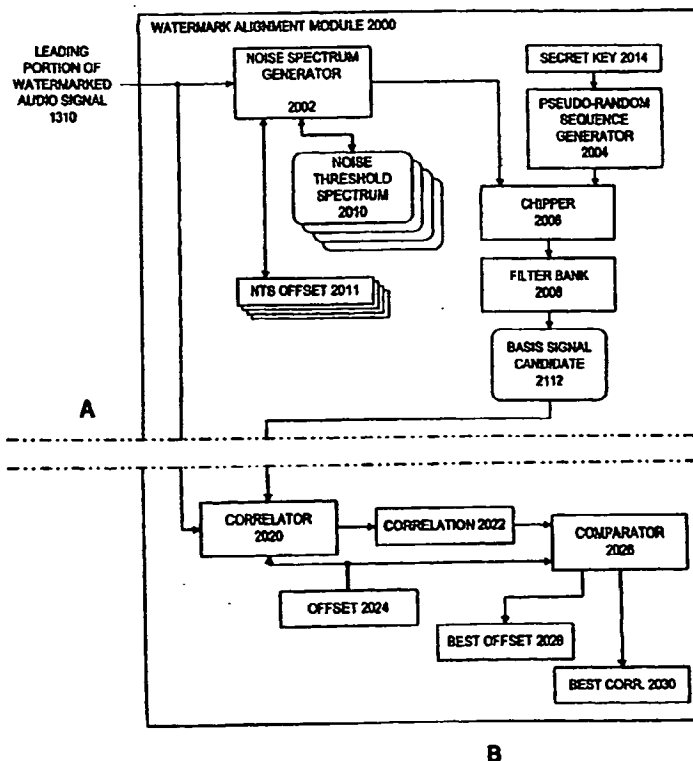 WATERMARK ALIGNMENT MODULE 2000
LEADING
PORTION OF
WATERMARKED
AUDIO SIGNAL
1310
NOISE SPECTRUM
GENERATOR
2002
SECRET KEY 2014
PSEUDO-RANDOM
SEQUENCE
GENERATOR
2004
NOISE
THRESHOLD
SPECTRUM
2010
CHIPPER
2006
NTS OFFSET 2011
FILTER BANK
2008
BASIS SIGNAL
CANDIDATE
2112
A
CORRELATOR
2020
CORRELATION 2022
COMPARATOR
2026
OFFSET 2024
BEST OFFSET 2028
BEST CORR. 2030
B